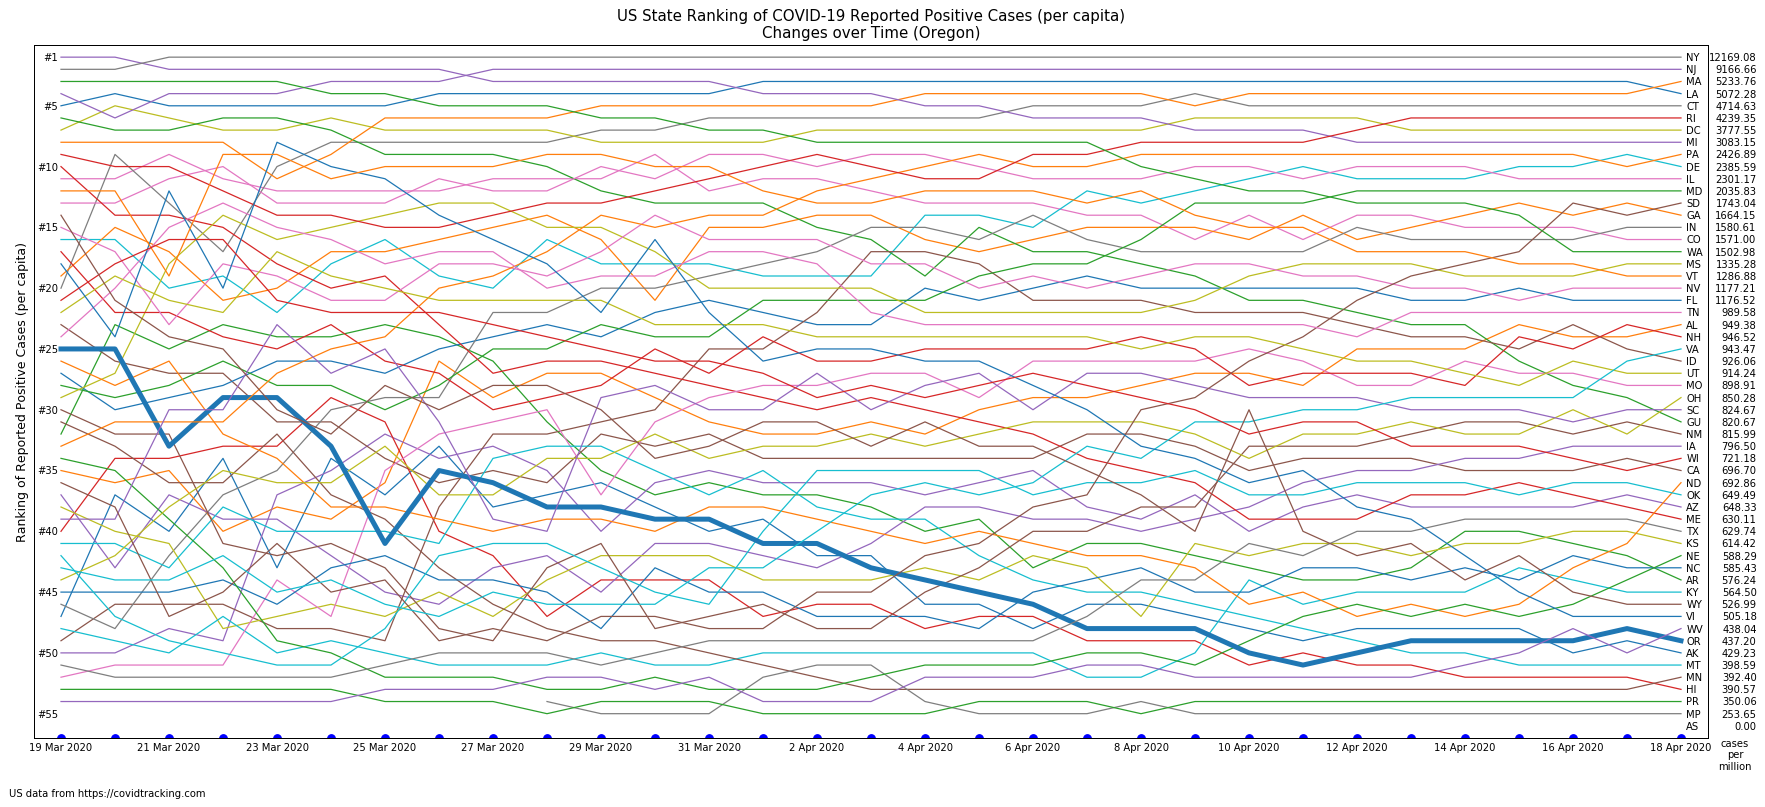 US State Ranking of COVID-19 Reported Positive Cases (per capita)
Changes over Time (Oregon)
Ranking of Reported Positive Cases (per capita)
#1
#5
#10
#15
#20
#25
#30
#35
#40
#45
#50
#55
NY 12169.08
NJ 9166.66
MA 5233.76
LA 5072.28
CT 4714.63
RI 4239.35
DC 3777.55
MI 3083.15
PA 2426.89
DE 2385.59
IL 2301.17
MD 2035.83
SD 1743.04
GA 1664.15
IN 1580.61
CO 1571.00
WA 1502.98
MS 1335.28
VT 1286.88
NV 1177.21
FL 1176.52
TN 989.58
AL 949.38
NH 946.52
VA 943.47
ID 926.06
UT 914.24
MO 898.91
OH 850.28
SC 824.67
GU 820.67
NM 815.99
IA 796.50
WI 721.18
CA 696.70
ND 692.86
OK 649.49
AZ 648.33
ME 630.11
TX 629.74
KS 614.42
NE 588.29
NC 585.43
AR 576.24
KY 564.50
WY 526.99
VI 505.18
WV 438.04
OR 437.20
AK 429.23
MT 398.59
MN 392.40
HI 390.57
PR 350.06
MP 253.65
AS 0.00
19 Mar 2020 21 Mar 2020 23 Mar 2020 25 Mar 2020 27 Mar 2020 29 Mar 2020 31 Mar 2020 2 Apr 2020 4 Apr 2020 6 Apr 2020 8 Apr 2020 10 Apr 2020 12 Apr 2020 14 Apr 2020 16 Apr 2020 18 Apr 2020
cases
per
million
US data from https://covidtracking.com